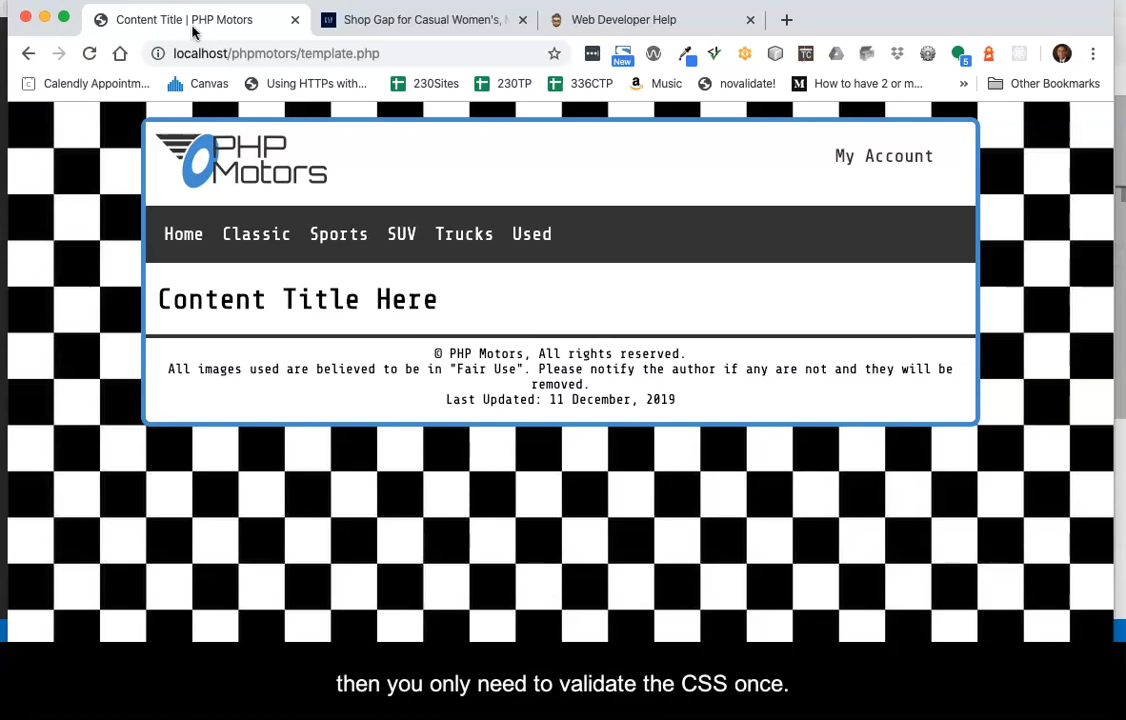 Content Title | PHP Motors
Shop Gap for Casual Women's, M
Web Developer Help
localhost/phpmotors/template.php
New
TC
5
Calendly Appointm...
Canvas
Using HTTPs with...
230Sites
230TP
336CTP
Music
novalidate!
How to have 2 or m...
»
Other Bookmarks
PHP
Motors
My Account
Home Classic Sports SUV Trucks Used
Content Title Here
© PHP Motors, All rights reserved.
All images used are believed to be in "Fair Use". Please notify the author if any are not and they will be
removed.
Last Updated: 11 December, 2019
then you only need to validate the CSS once.